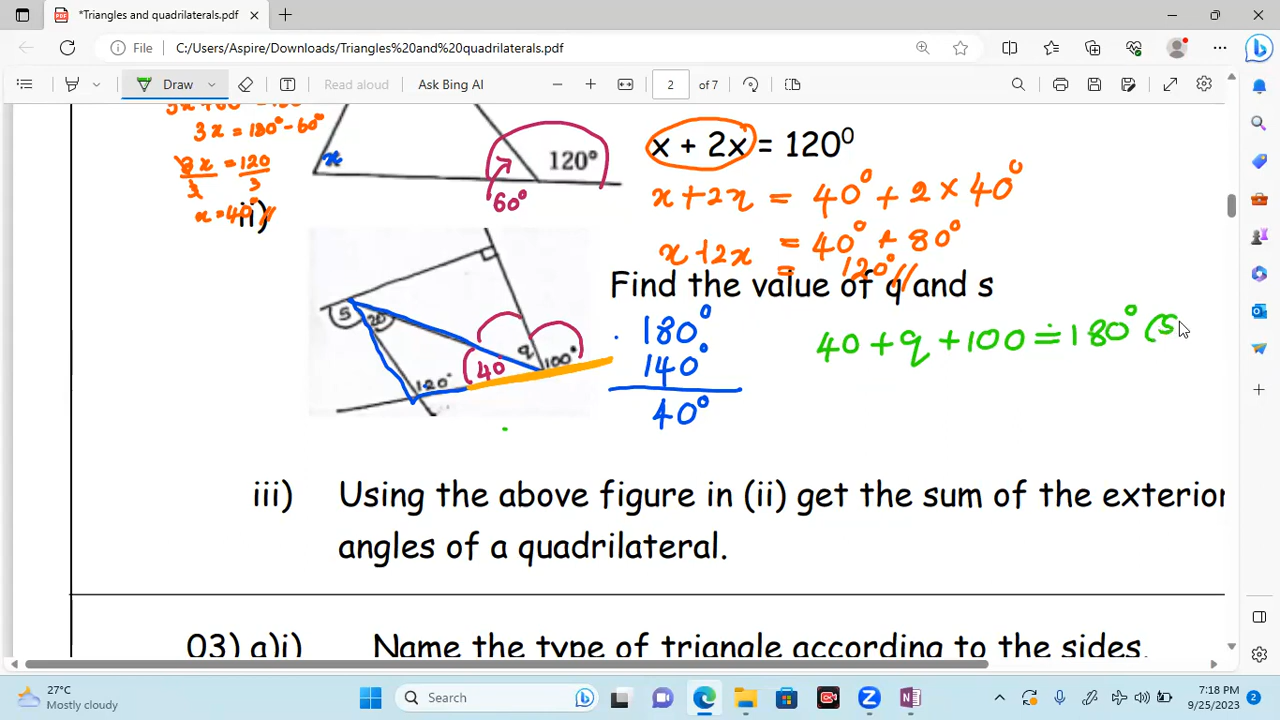 *Triangles and quadrilaterals.pdf
File C:/Users/Aspire/Downloads/Triangles%20and%20quadrilaterals.pdf
Draw Read aloud Ask Bing AI 2 of 7
3x = 180° - 60°
3x = 120
3 3
x = 40°//
x
120°
60°
x + 2x = 120⁰
x + 2x = 40° + 2 × 40°
x + 2x = 40° + 80°
= 120°//
ii)
Find the value of q and s
S 20° 120° 40 q 100°
180°
140°
40°
40 + q + 100 = 180° (S
iii) Using the above figure in (ii) get the sum of the exterior
angles of a quadrilateral.
03) a)i) Name the type of triangle according to the sides.
27°C
Mostly cloudy
Search
7:18 PM
9/25/2023
2